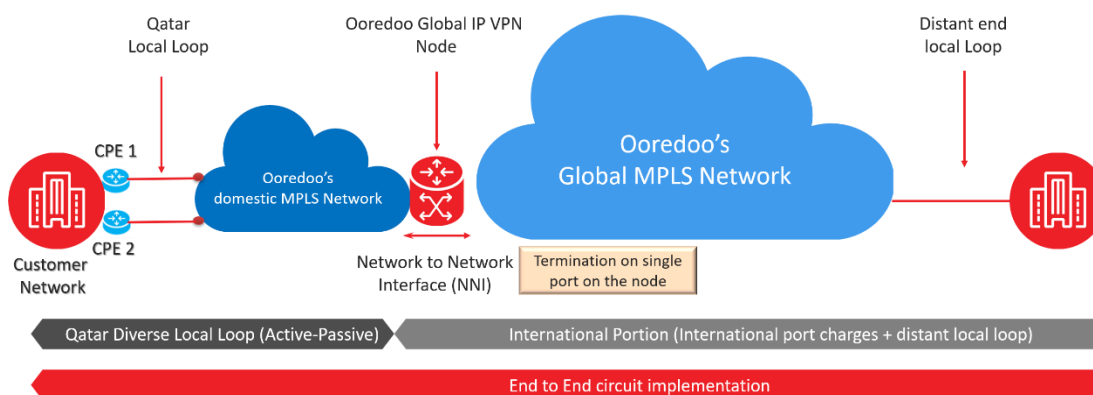 Qatar
Local Loop
Ooredoo Global IP VPN
Node
Distant end
local Loop
CPE 1
Ooredoo's
domestic MPLS Network
Ooredoo's
Global MPLS Network
CPE 2
Customer
Network
Network to Network
Interface (NNI)
Termination on single
port on the node
Qatar Diverse Local Loop (Active-Passive)
International Portion (International port charges + distant local loop)
End to End circuit implementation